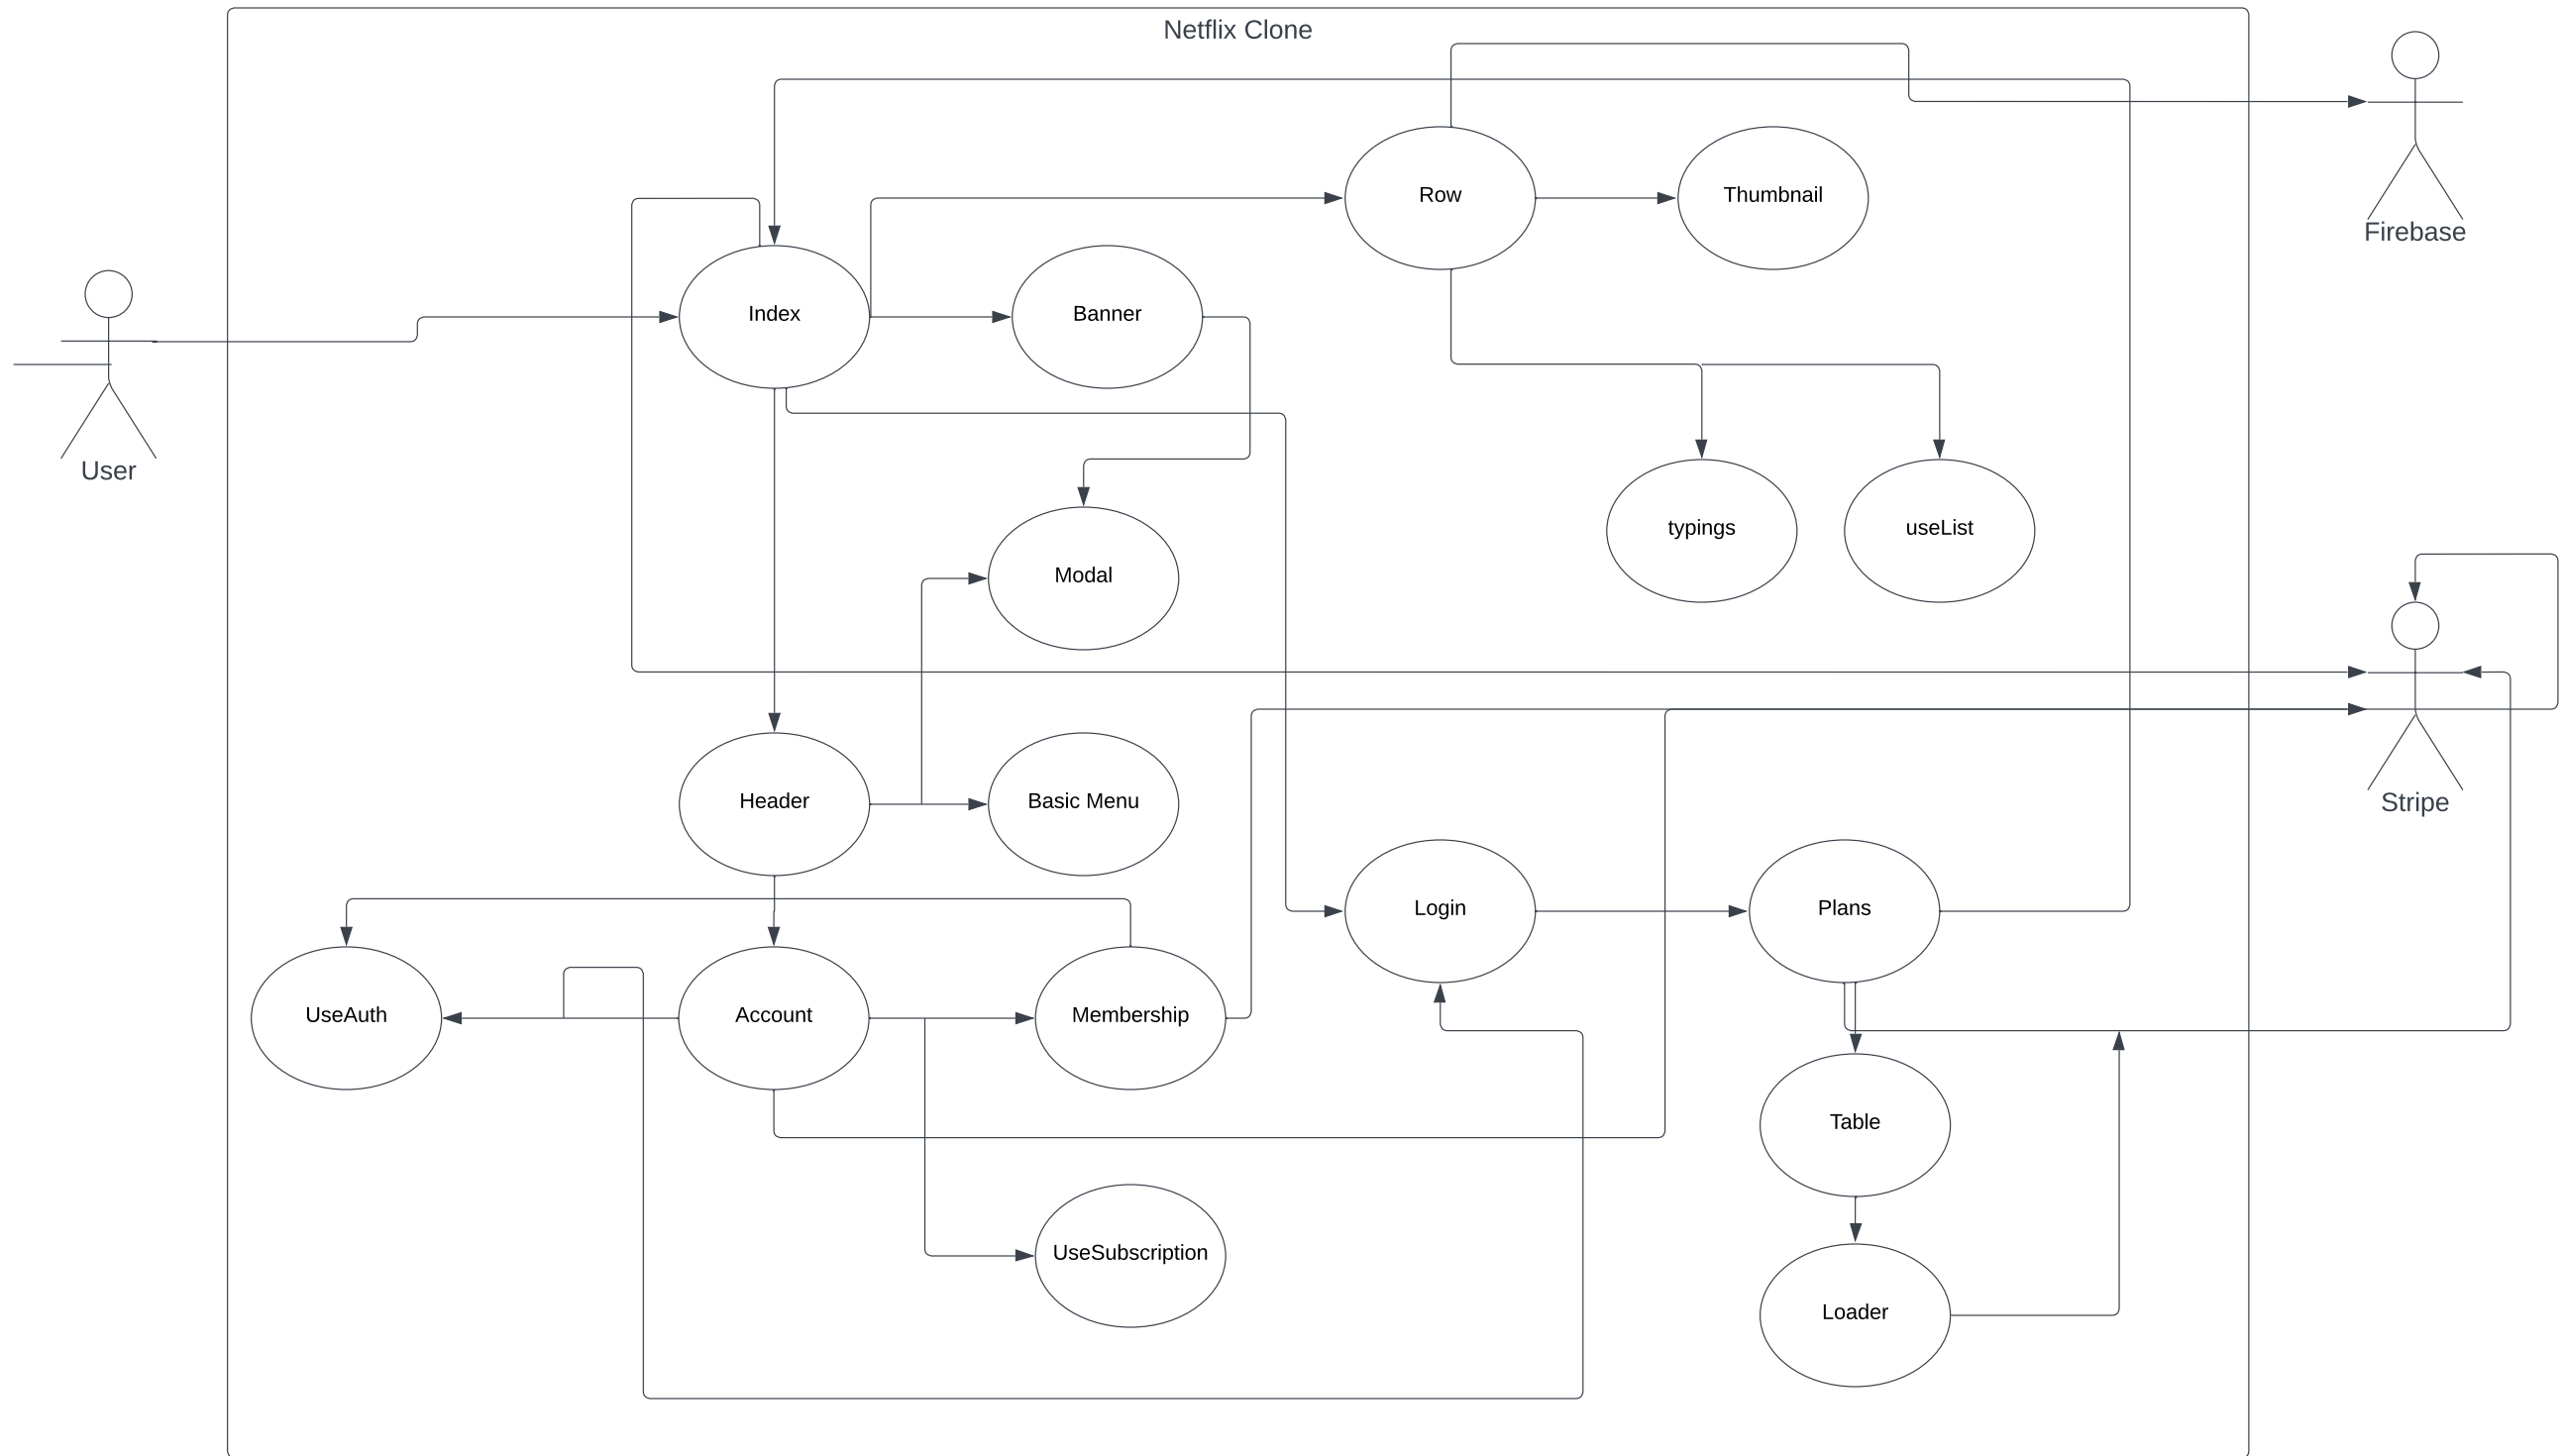 Netflix Clone
Row
Thumbnail
Firebase
Index
Banner
User
typings
useList
Modal
Header
Basic Menu
Stripe
Login
Plans
UseAuth
Account
Membership
Table
UseSubscription
Loader